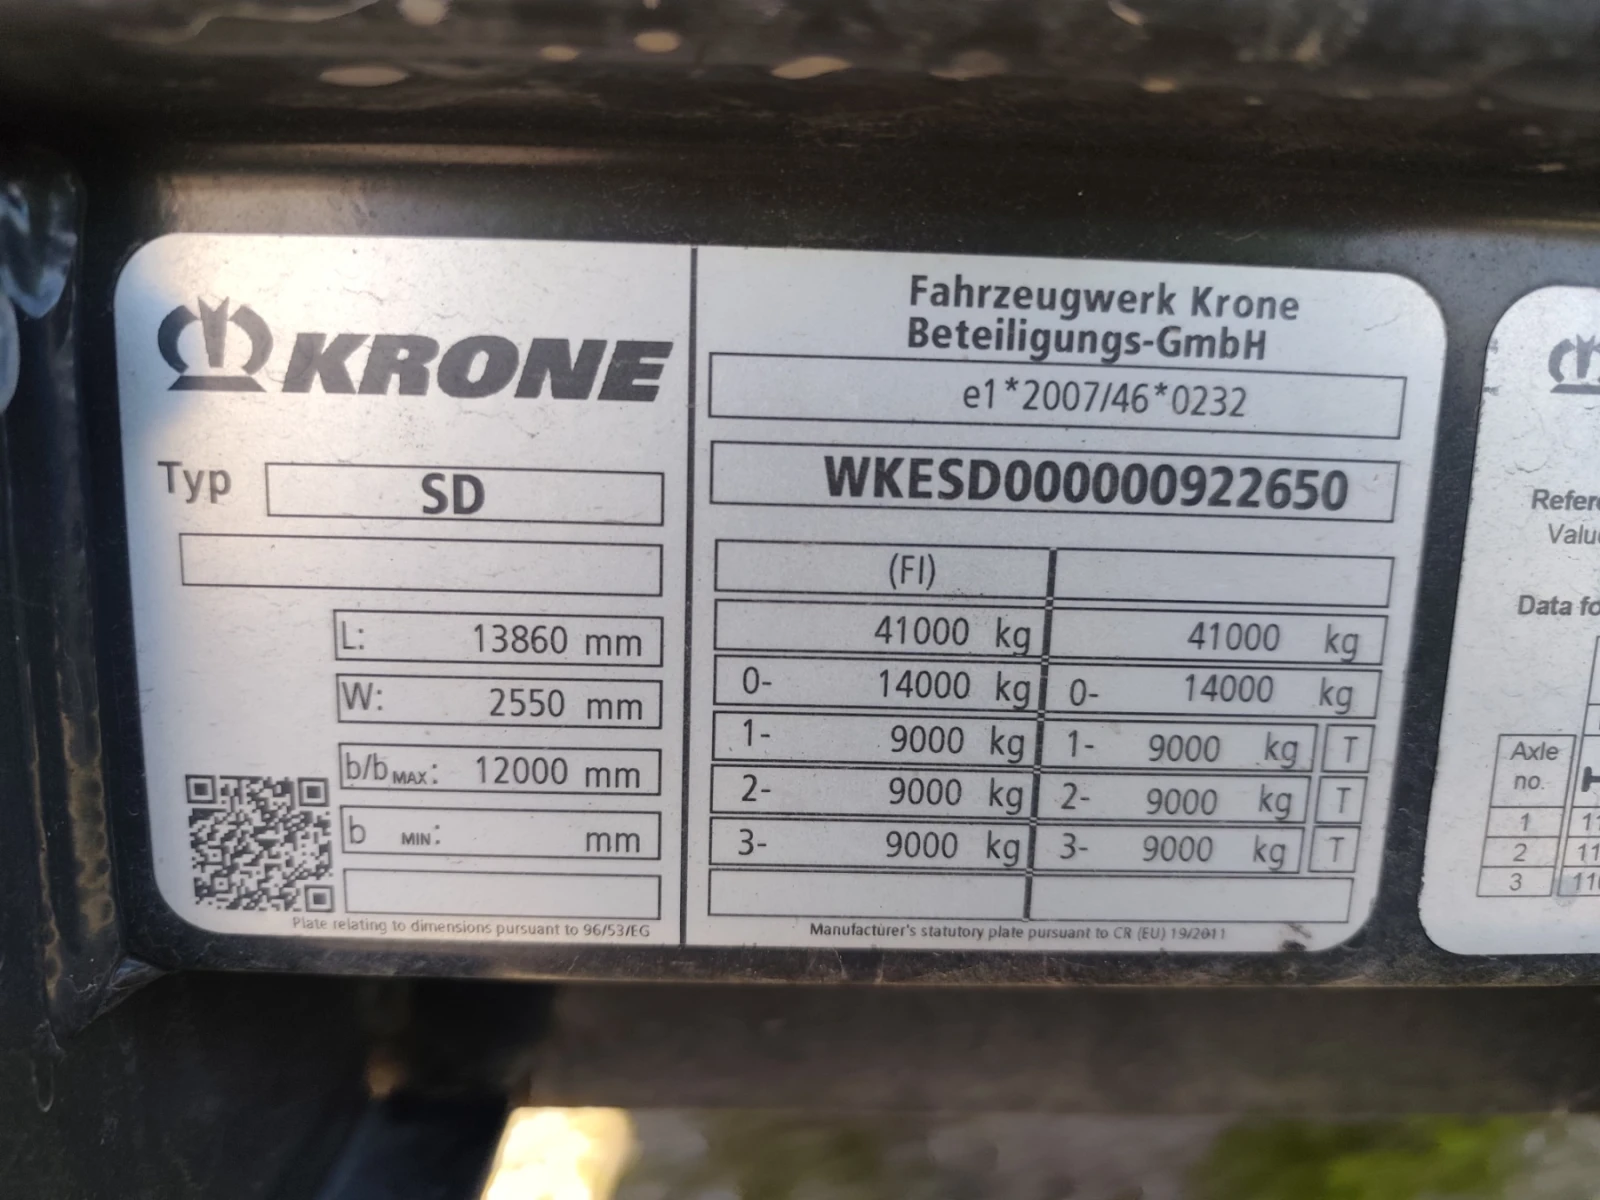 KRONE
Typ SD
L: 13860 mm
W: 2550 mm
b/b MAX: 12000 mm
b MIN: mm
Plate relating to dimensions pursuant to 96/53/EG
Fahrzeugwerk Krone
Beteiligungs-GmbH
e1*2007/46*0232
WKESD000000922650
(FI)
41000 kg 41000 kg
0- 14000 kg 0- 14000 kg
1- 9000 kg 1- 9000 kg T
2- 9000 kg 2- 9000 kg T
3- 9000 kg 3- 9000 kg T
Manufacturer's statutory plate pursuant to CR (EU) 19/2011
Data
Axle
no.
1
2
3